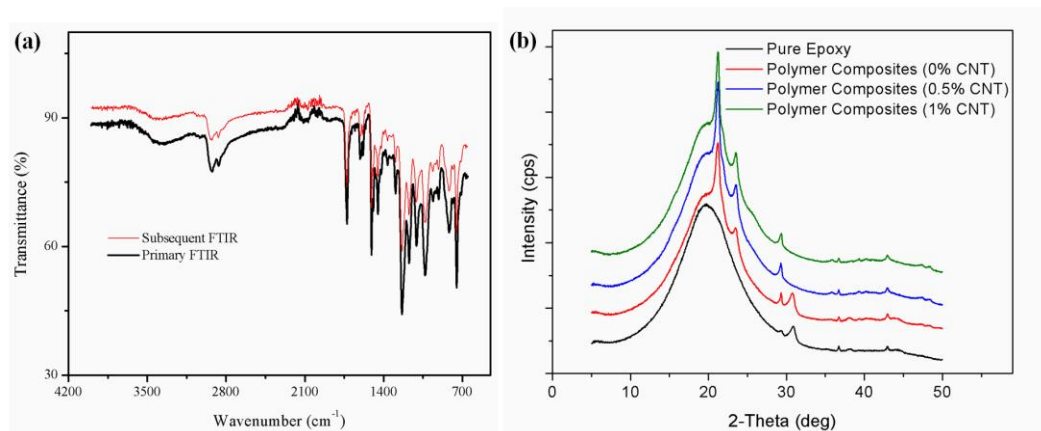 (a)
Transmittance (%)
90
60
30
Subsequent FTIR
Primary FTIR
4200 3500 2800 2100 1400 700
Wavenumber (cm⁻¹)
(b)
Intensity (cps)
Pure Epoxy
Polymer Composites (0% CNT)
Polymer Composites (0.5% CNT)
Polymer Composites (1% CNT)
0 10 20 30 40 50
2-Theta (deg)